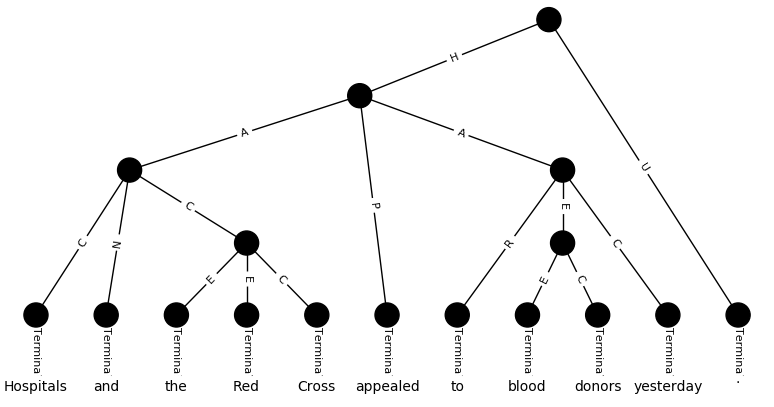 H
A P A U
C N C R E C
E E C E C
Termina Termina Termina Termina Termina Termina Termina Termina Termina Termina Termina
Hospitals and the Red Cross appealed to blood donors yesterday .